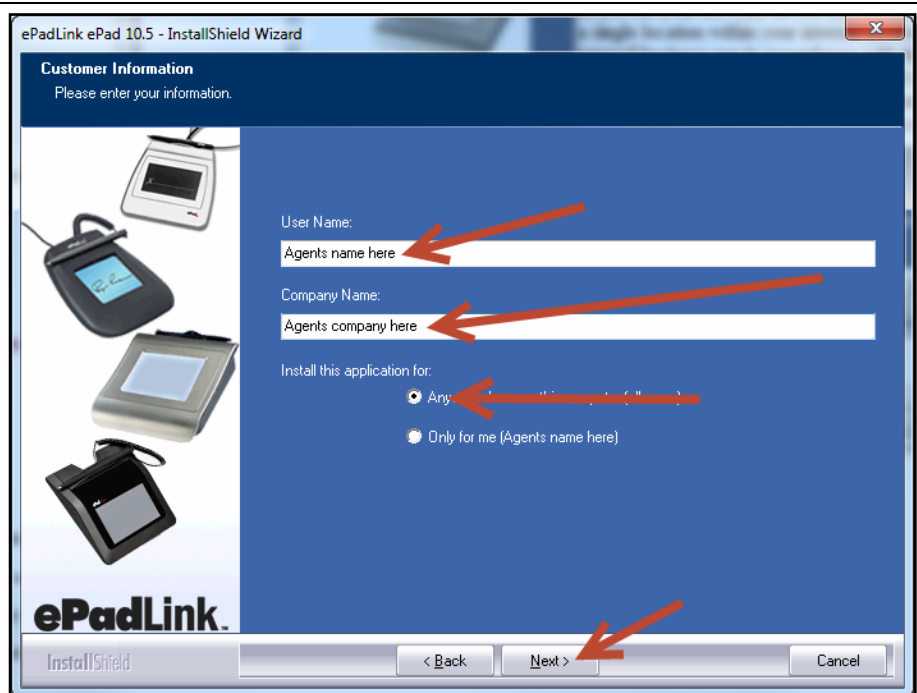 ePadLink ePad 10.5 - InstallShield Wizard
Customer Information
Please enter your information.
User Name:
Agents name here
Company Name:
Agents company here
Install this application for:
Only for me (Agents name here)
ePadLink.
InstallShield
< Back
Next >
Cancel